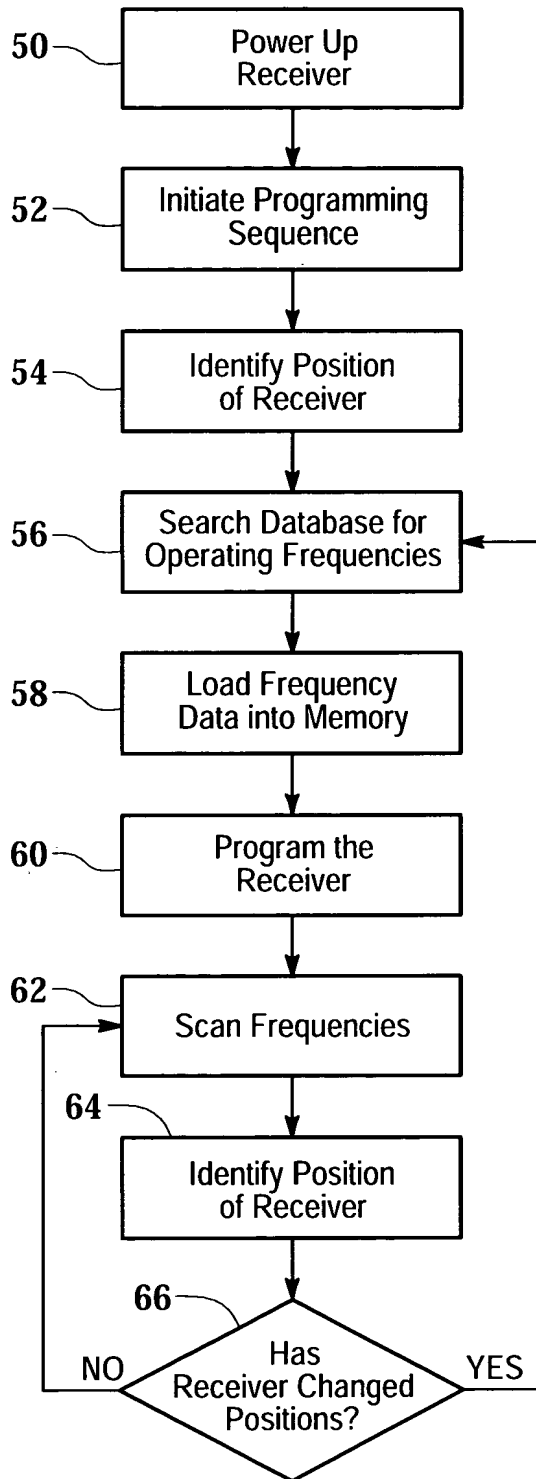 50
Power Up
Receiver
52
Initiate Programming
Sequence
54
Identify Position
of Receiver
56
Search Database for
Operating Frequencies
58
Load Frequency
Data into Memory
60
Program the
Receiver
62
Scan Frequencies
64
Identify Position
of Receiver
66
NO
Has
Receiver Changed
Positions?
YES